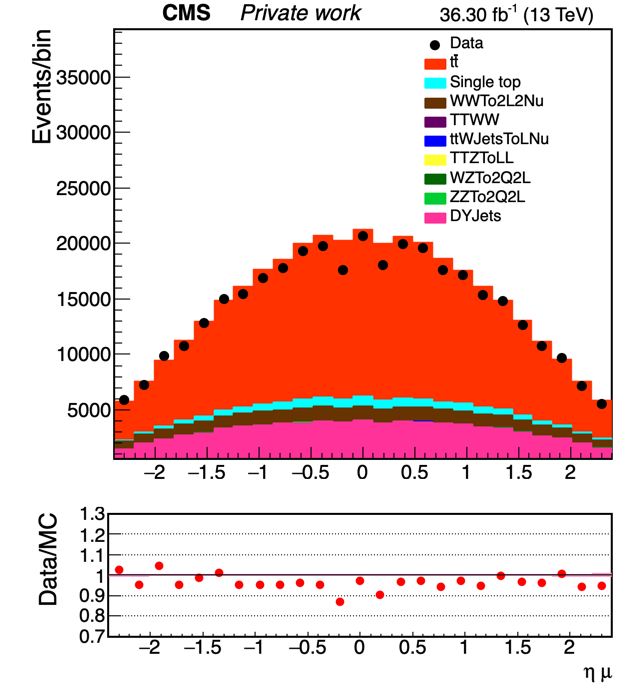 CMS Private work 36.30 fb⁻¹ (13 TeV)
Events/bin
35000
30000
25000
20000
15000
10000
5000
Data
tt̄
Single top
WWTo2L2Nu
TTWW
ttWJetsToLNu
TTZToLL
WZTo2Q2L
ZZTo2Q2L
DYJets
−2 −1.5 −1 −0.5 0 0.5 1 1.5 2
Data/MC
1.3
1.2
1.1
1
0.9
0.8
0.7
−2 −1.5 −1 −0.5 0 0.5 1 1.5 2
η μ